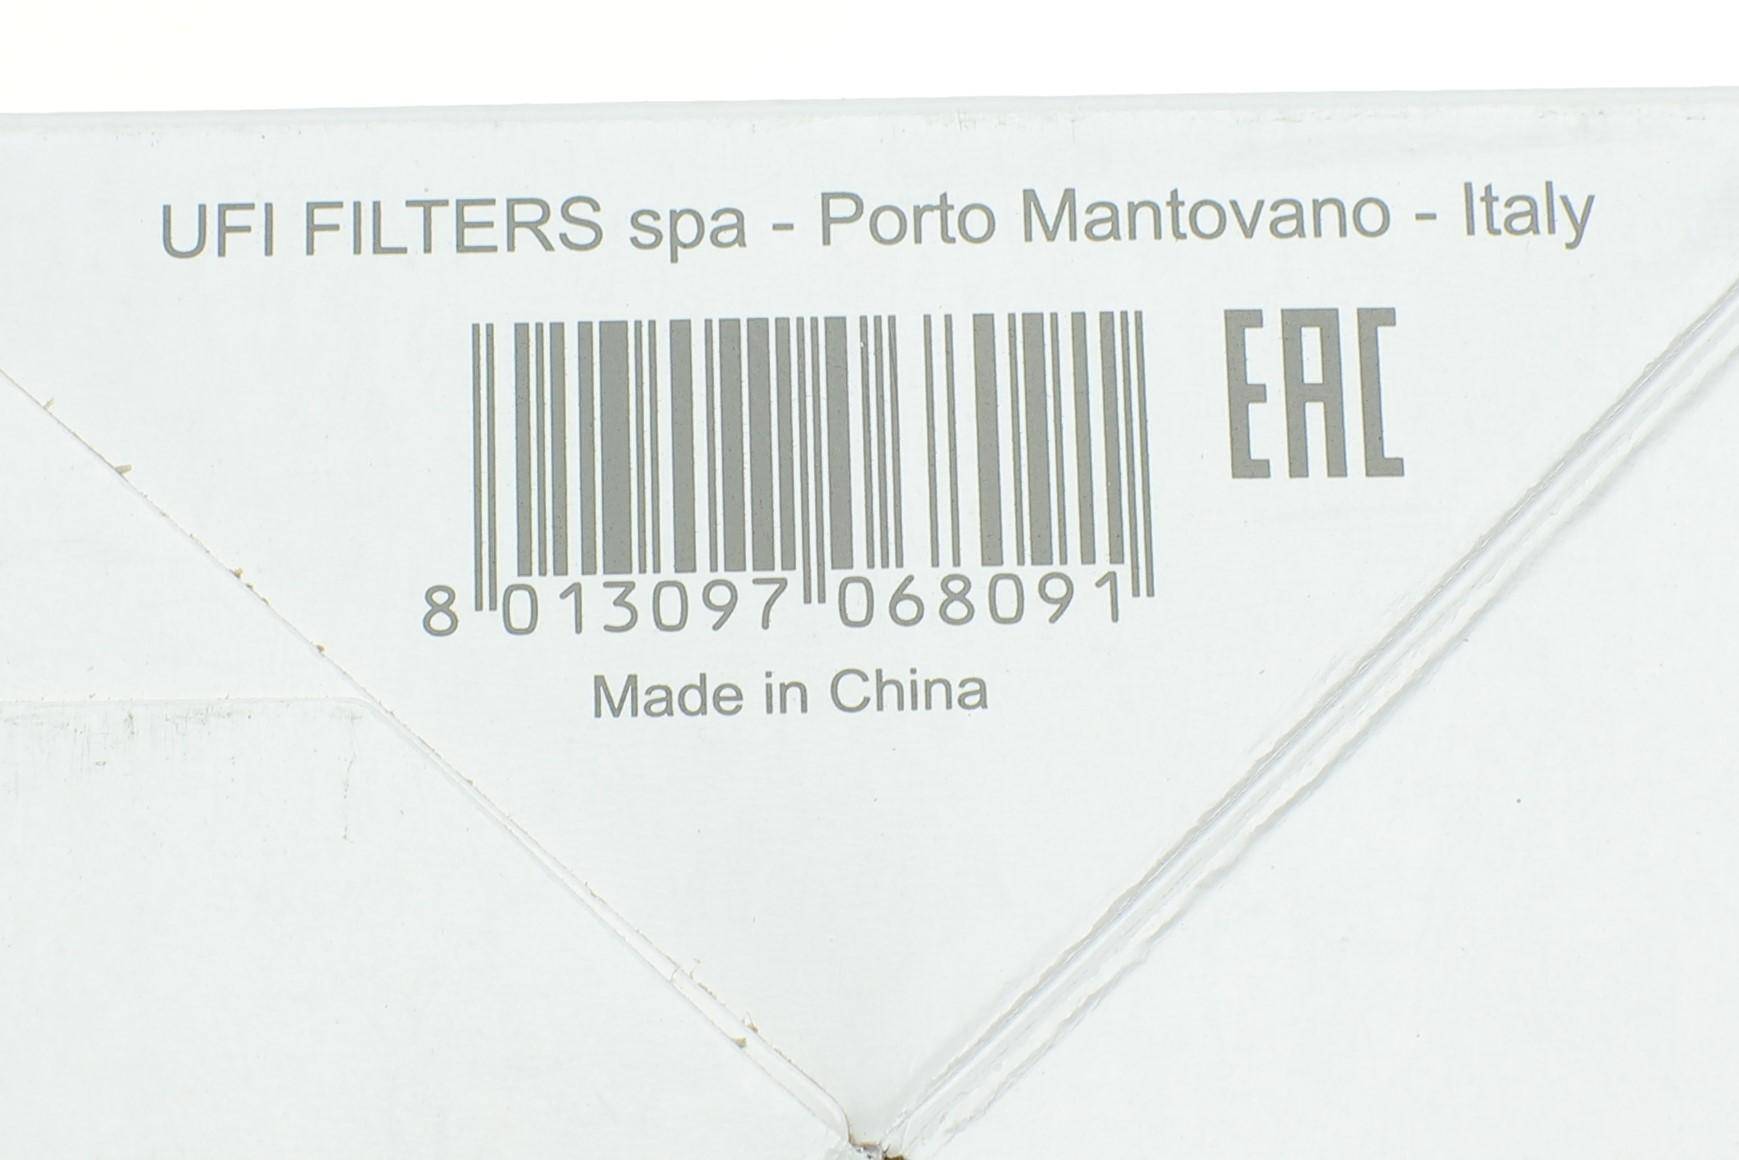 UFI FILTERS spa - Porto Mantovano - Italy
EAC
8 013097 068091
Made in China